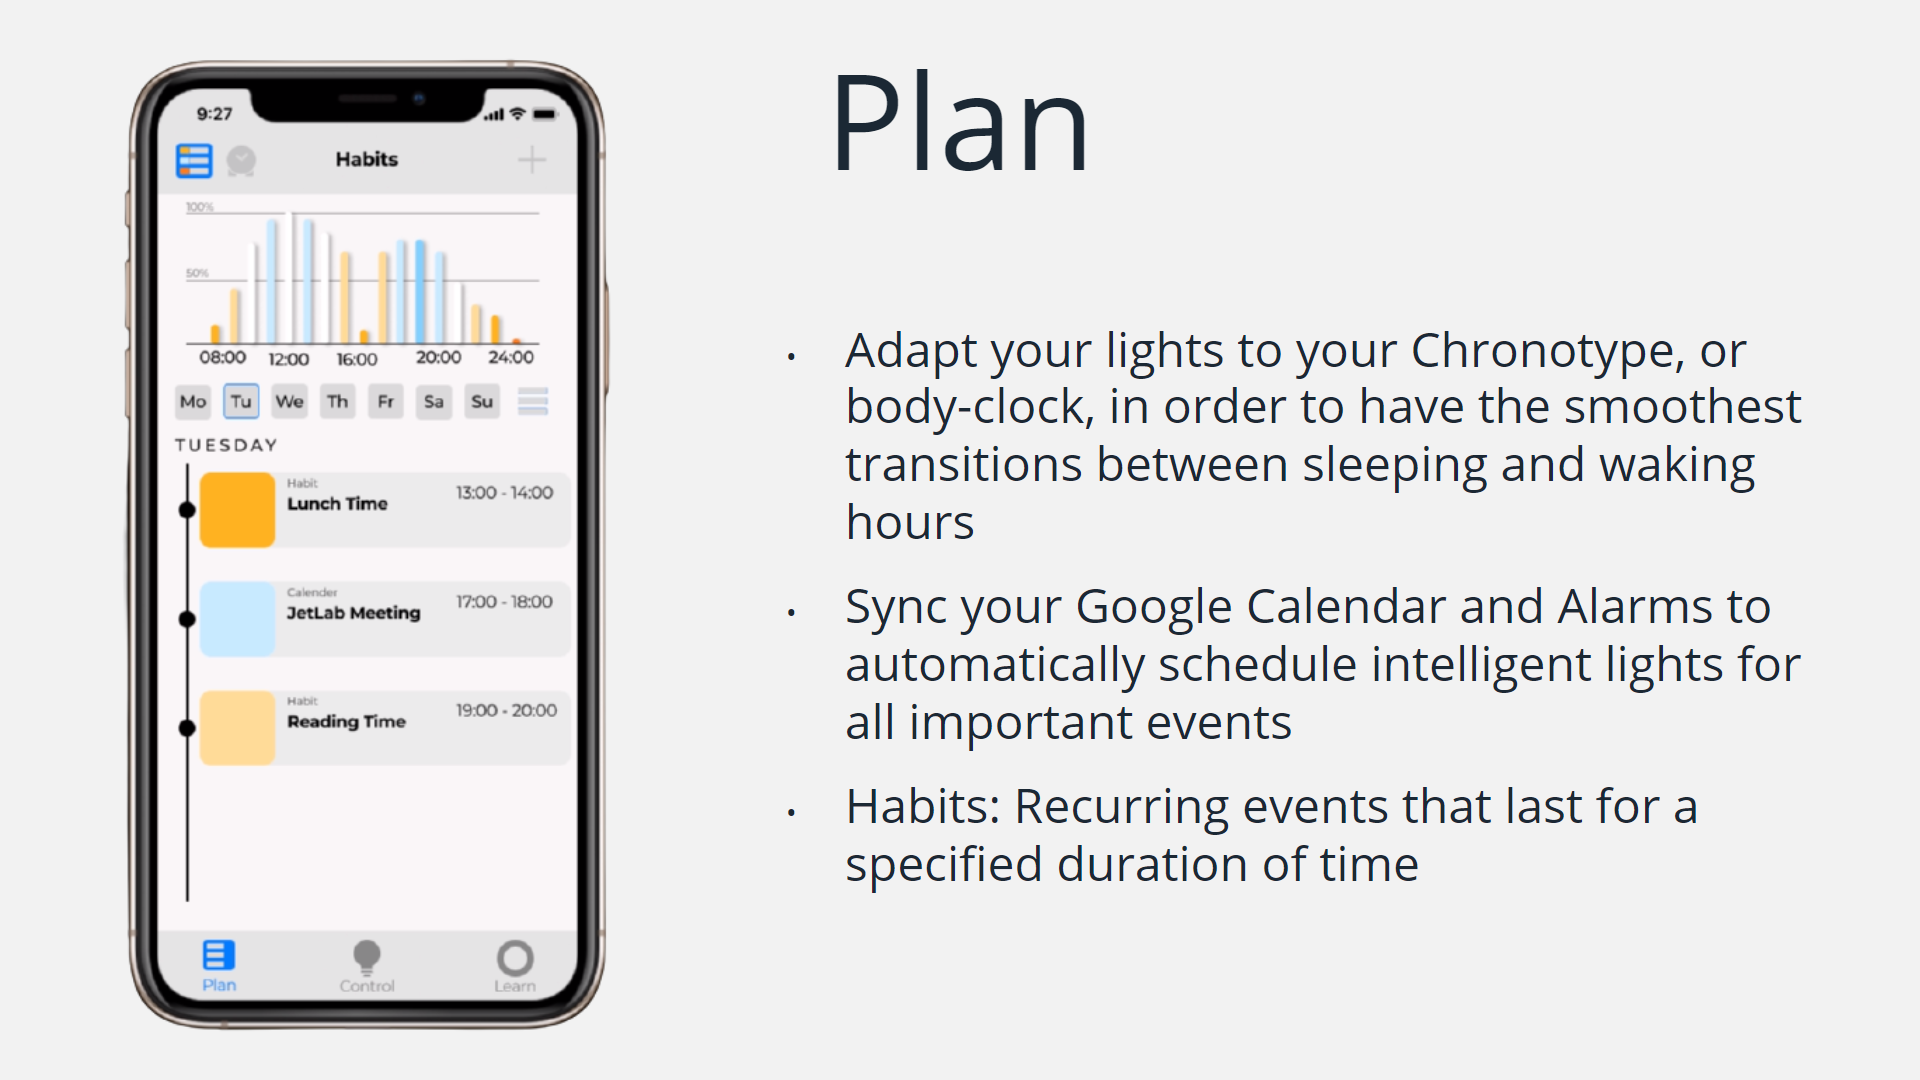 9:27
Habits
100%
50%
08:00 12:00 16:00 20:00 24:00
Mo Tu We Th Fr Sa Su
TUESDAY
Habit
Lunch Time
13:00 - 14:00
Calender
JetLab Meeting
17:00 - 18:00
Habit
Reading Time
19:00 - 20:00
Plan Control Learn
Plan
• Adapt your lights to your Chronotype, or
body-clock, in order to have the smoothest
transitions between sleeping and waking
hours
• Sync your Google Calendar and Alarms to
automatically schedule intelligent lights for
all important events
• Habits: Recurring events that last for a
specified duration of time